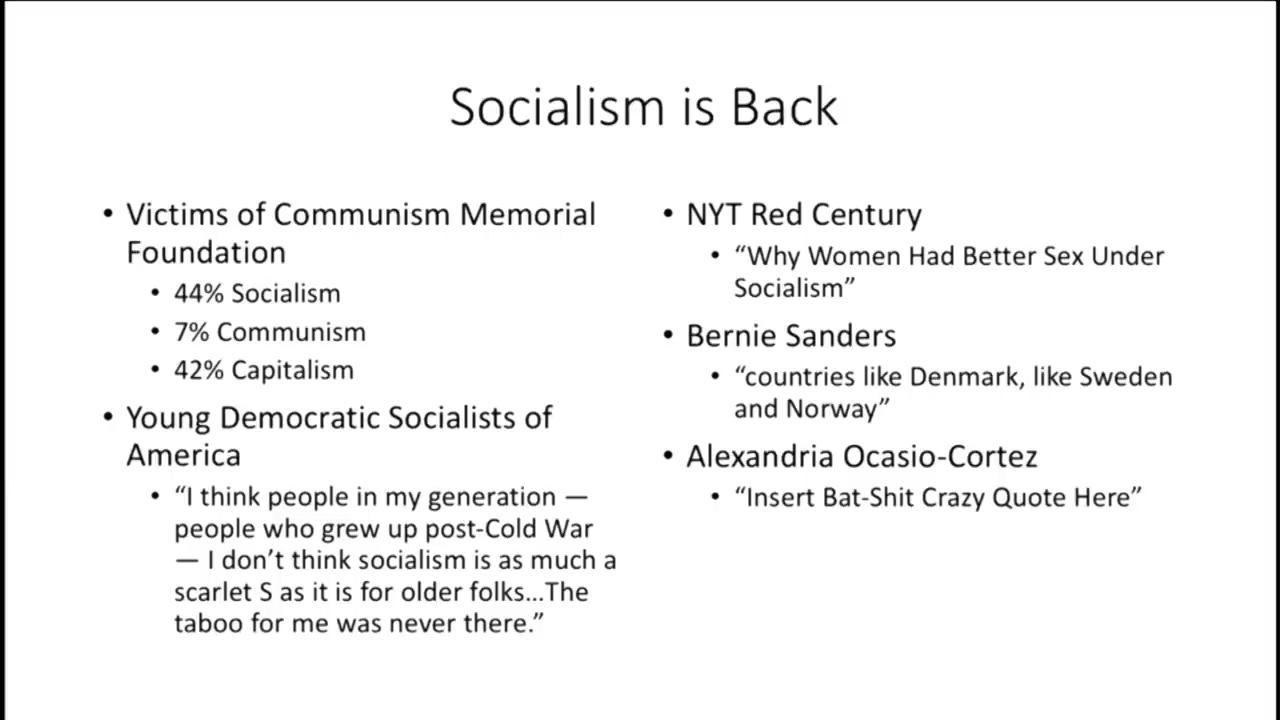 Socialism is Back
• Victims of Communism Memorial
Foundation
• 44% Socialism
• 7% Communism
• 42% Capitalism
• Young Democratic Socialists of
America
• “I think people in my generation —
people who grew up post-Cold War
— I don’t think socialism is as much a
scarlet S as it is for older folks…The
taboo for me was never there.”
• NYT Red Century
• “Why Women Had Better Sex Under
Socialism”
• Bernie Sanders
• “countries like Denmark, like Sweden
and Norway”
• Alexandria Ocasio-Cortez
• “Insert Bat-Shit Crazy Quote Here”